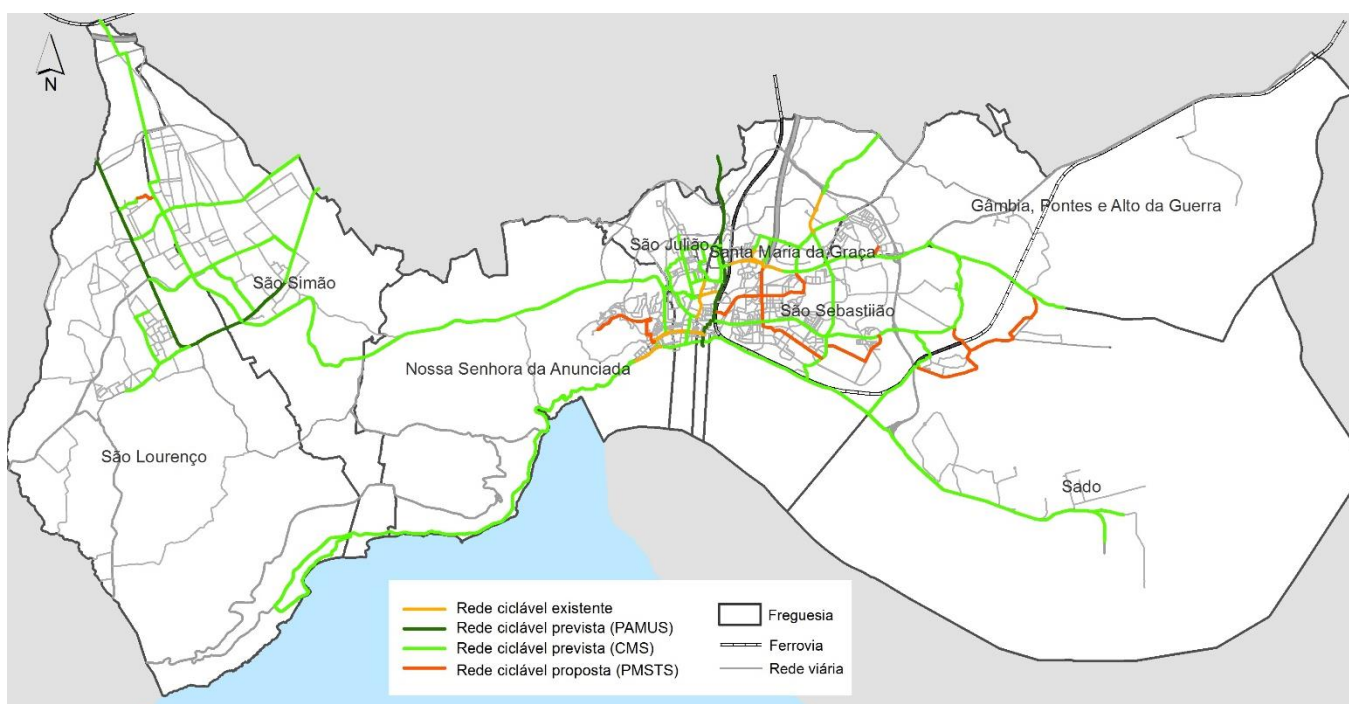 N
Gâmbia, Pontes e Alto da Guerra
São Julião
Santa Maria da Graça
São Simão
São Sebastiião
Nossa Senhora da Anunciada
São Lourenço
Sado
Rede ciclável existente
Rede ciclável prevista (PAMUS)
Rede ciclável prevista (CMS)
Rede ciclável proposta (PMSTS)
Freguesia
Ferrovia
Rede viária